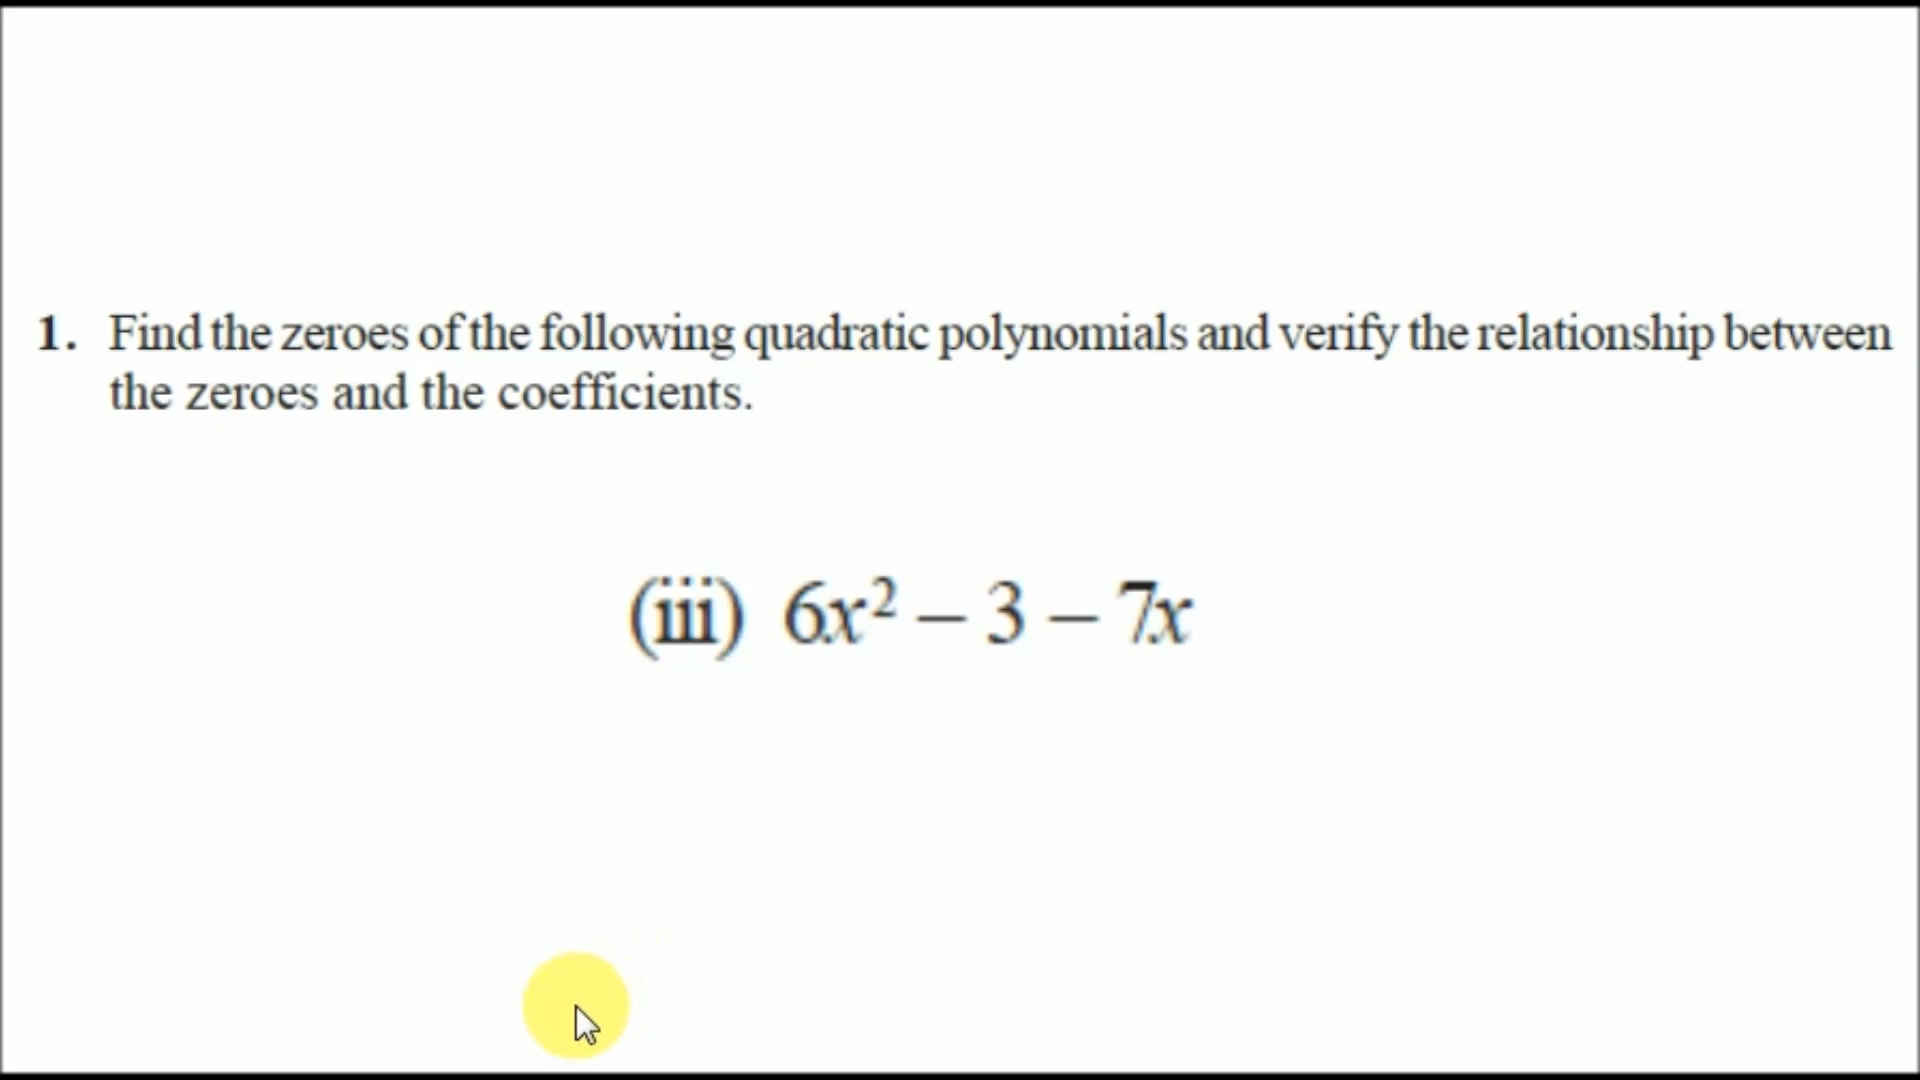 1. Find the zeroes of the following quadratic polynomials and verify the relationship between
the zeroes and the coefficients.
(iii) 6x² – 3 – 7x